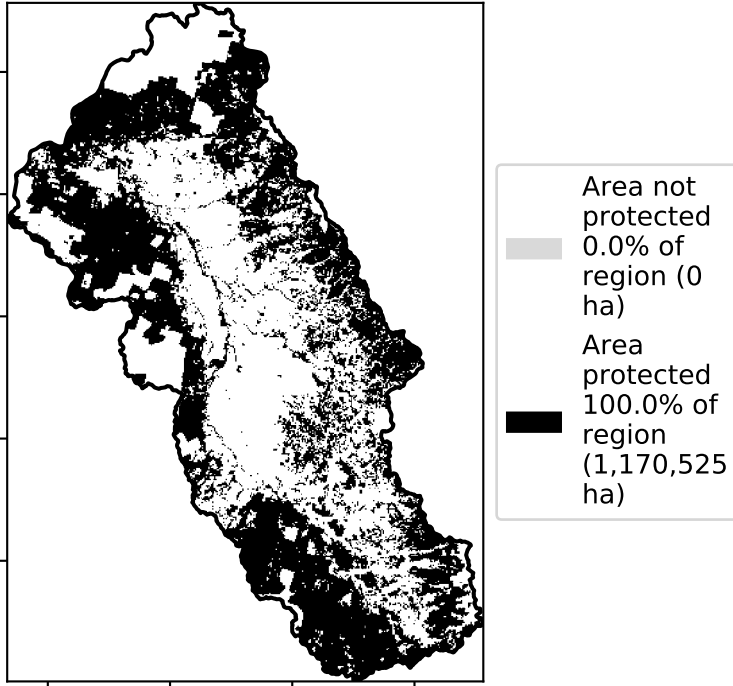 Area not
protected
0.0% of
region (0
ha)
Area
protected
100.0% of
region
(1,170,525
ha)